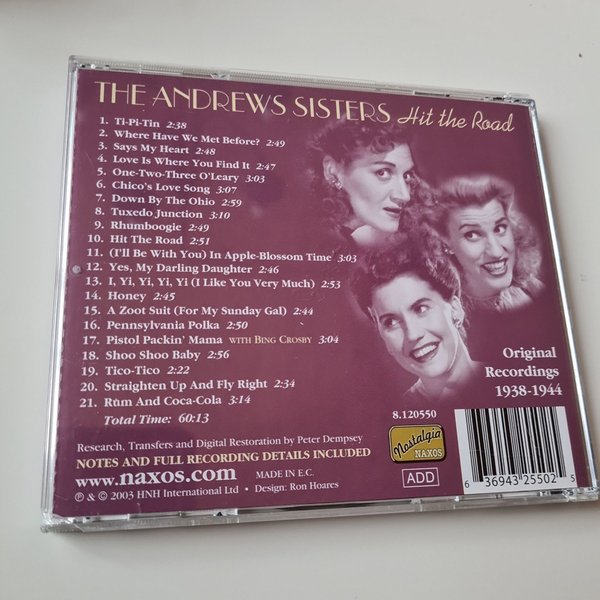 THE ANDREWS SISTERS Hit the Road
1. Ti-Pi-Tin 2:38
2. Where Have We Met Before? 2:49
3. Says My Heart 2:48
4. Love Is Where You Find It 2:47
5. One-Two-Three O'Leary 3:03
6. Chico's Love Song 3:07
7. Down By The Ohio 2:59
8. Tuxedo Junction 3:10
9. Rhumboogie 2:49
10. Hit The Road 2:51
11. (I'll Be With You) In Apple-Blossom Time 3:03
12. Yes, My Darling Daughter 2:46
13. I, Yi, Yi, Yi, Yi (I Like You Very Much) 2:53
14. Honey 2:45
15. A Zoot Suit (For My Sunday Gal) 2:44
16. Pennsylvania Polka 2:50
17. Pistol Packin' Mama WITH BING CROSBY 3:04
18. Shoo Shoo Baby 2:56
19. Tico-Tico 2:22
20. Straighten Up And Fly Right 2:34
21. Rum And Coca-Cola 3:14
Total Time: 60:13
Original
Recordings
1938-1944
Research, Transfers and Digital Restoration by Peter Dempsey
NOTES AND FULL RECORDING DETAILS INCLUDED
www.naxos.com MADE IN E.C.
℗ & © 2003 HNH International Ltd • Design: Ron Hoares
8.120550
Nostalgia
NAXOS
ADD
6 36943 25502 5